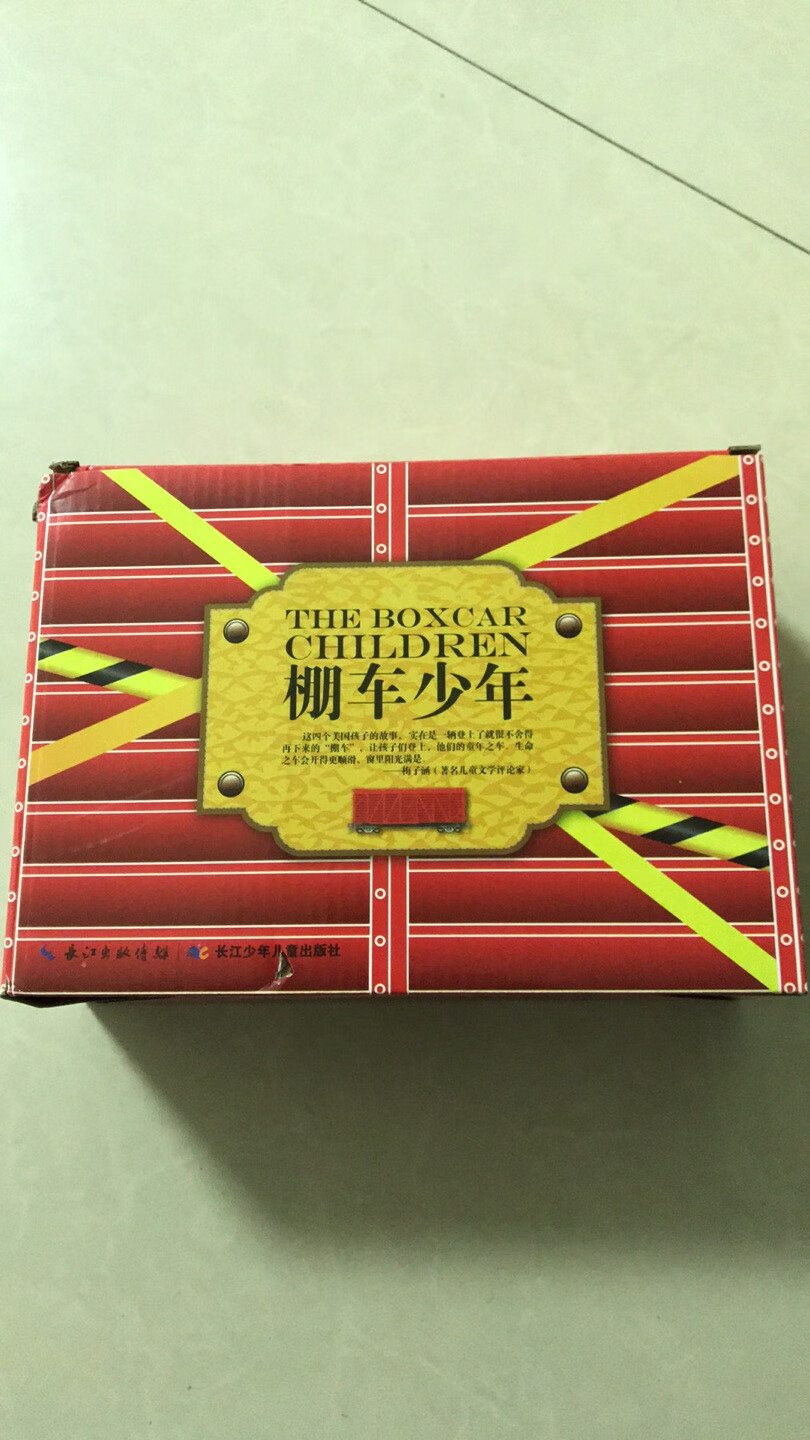 THE BOXCAR
CHILDREN
棚车少年
这四个美国孩子的故事，实在是一辆登上了就很不舍得
再下来的“棚车”，让孩子们登上，他们的童年之车、生命
之车会开得更顺滑，窗里阳光满是。
——梅子涵（著名儿童文学评论家）
长江出版传媒 长江少年儿童出版社